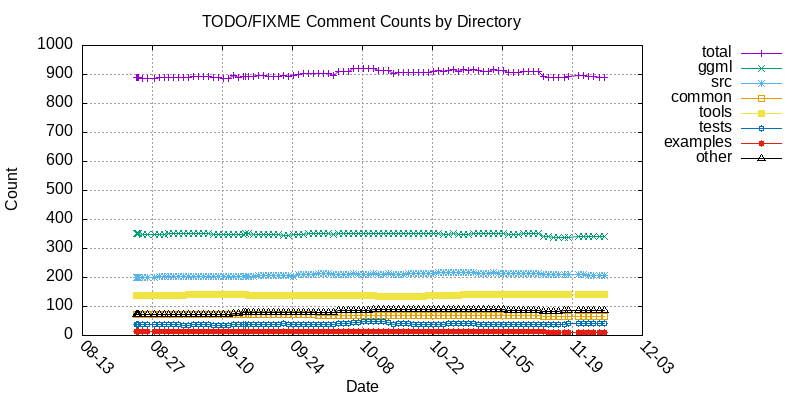 TODO/FIXME Comment Counts by Directory
1000
900
800
700
600
500
400
300
200
100
0
Count
08-13
08-27
09-10
09-24
10-08
10-22
11-05
11-19
12-03
Date
total
ggml
src
common
tools
tests
examples
other